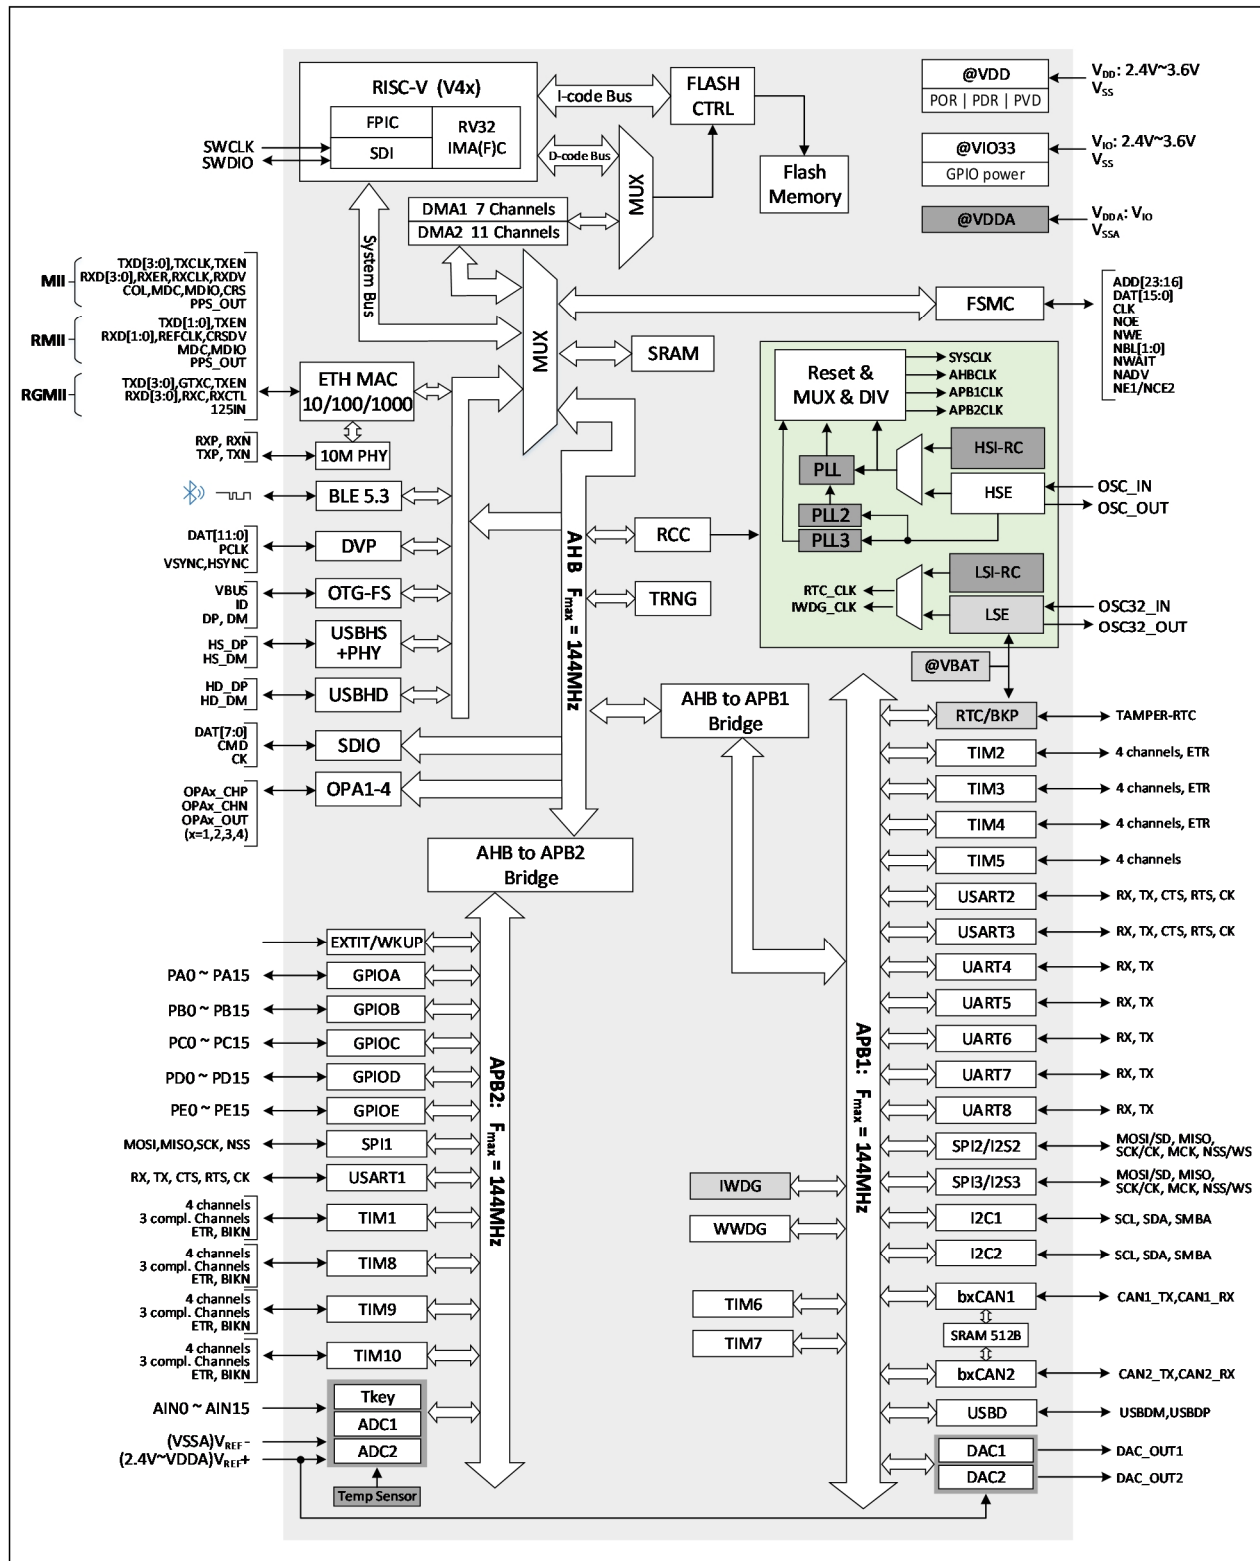 RISC-V (V4x)
FPIC
SDI
RV32
IMA(F)C
SWCLK
SWDIO
I-code Bus
D-code Bus
System Bus
FLASH
CTRL
Flash
Memory
MUX
DMA1 7 Channels
DMA2 11 Channels
MUX
@VDD
POR | PDR | PVD
VDD: 2.4V~3.6V
VSS
@VIO33
GPIO power
VIO: 2.4V~3.6V
VSS
@VDDA
VDDA: VIO
VSSA
FSMC
ADD[23:16]
DAT[15:0]
CLK
NOE
NWE
NBL[1:0]
NWAIT
NADV
NE1/NCE2
SRAM
MII
TXD[3:0],TXCLK,TXEN
RXD[3:0],RXER,RXCLK,RXDV
COL,MDC,MDIO,CRS
PPS_OUT
RMII
TXD[1:0],TXEN
RXD[1:0],REFCLK,CRSDV
MDC,MDIO
PPS_OUT
RGMII
TXD[3:0],GTXC,TXEN
RXD[3:0],RXC,RXCTL
125IN
ETH MAC
10/100/1000
RXP, RXN
TXP, TXN
10M PHY
BLE 5.3
DAT[11:0]
PCLK
VSYNC,HSYNC
DVP
VBUS
ID
DP, DM
OTG-FS
HS_DP
HS_DM
USBHS
+PHY
HD_DP
HD_DM
USBHD
DAT[7:0]
CMD
CK
SDIO
OPAx_CHP
OPAx_CHN
OPAx_OUT
(x=1,2,3,4)
OPA1-4
AHB Fmax = 144MHz
RCC
TRNG
Reset &
MUX & DIV
SYSCLK
AHBCLK
APB1CLK
APB2CLK
PLL
PLL2
PLL3
HSI-RC
HSE
OSC_IN
OSC_OUT
LSI-RC
LSE
RTC_CLK
IWDG_CLK
OSC32_IN
OSC32_OUT
@VBAT
AHB to APB1
Bridge
AHB to APB2
Bridge
EXTIT/WKUP
PA0 ~ PA15
GPIOA
PB0 ~ PB15
GPIOB
PC0 ~ PC15
GPIOC
PD0 ~ PD15
GPIOD
PE0 ~ PE15
GPIOE
MOSI,MISO,SCK, NSS
SPI1
RX, TX, CTS, RTS, CK
USART1
4 channels
3 compl. Channels
ETR, BIKN
TIM1
4 channels
3 compl. Channels
ETR, BIKN
TIM8
4 channels
3 compl. Channels
ETR, BIKN
TIM9
4 channels
3 compl. Channels
ETR, BIKN
TIM10
AIN0 ~ AIN15
(VSSA)VREF-
(2.4V~VDDA)VREF+
Tkey
ADC1
ADC2
Temp Sensor
APB2: Fmax = 144MHz
IWDG
WWDG
TIM6
TIM7
APB1: Fmax = 144MHz
RTC/BKP
TAMPER-RTC
TIM2
4 channels, ETR
TIM3
4 channels, ETR
TIM4
4 channels, ETR
TIM5
4 channels
USART2
RX, TX, CTS, RTS, CK
USART3
RX, TX, CTS, RTS, CK
UART4
RX, TX
UART5
RX, TX
UART6
RX, TX
UART7
RX, TX
UART8
RX, TX
SPI2/I2S2
MOSI/SD, MISO,
SCK/CK, MCK, NSS/WS
SPI3/I2S3
MOSI/SD, MISO,
SCK/CK, MCK, NSS/WS
I2C1
SCL, SDA, SMBA
I2C2
SCL, SDA, SMBA
bxCAN1
CAN1_TX,CAN1_RX
SRAM 512B
bxCAN2
CAN2_TX,CAN2_RX
USBD
USBDM,USBDP
DAC1
DAC_OUT1
DAC2
DAC_OUT2